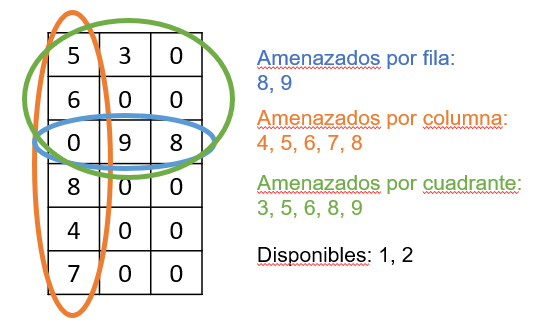 5 3 0
6 0 0
0 9 8
8 0 0
4 0 0
7 0 0
Amenazados por fila:
8, 9
Amenazados por columna:
4, 5, 6, 7, 8
Amenazados por cuadrante:
3, 5, 6, 8, 9
Disponibles: 1, 2